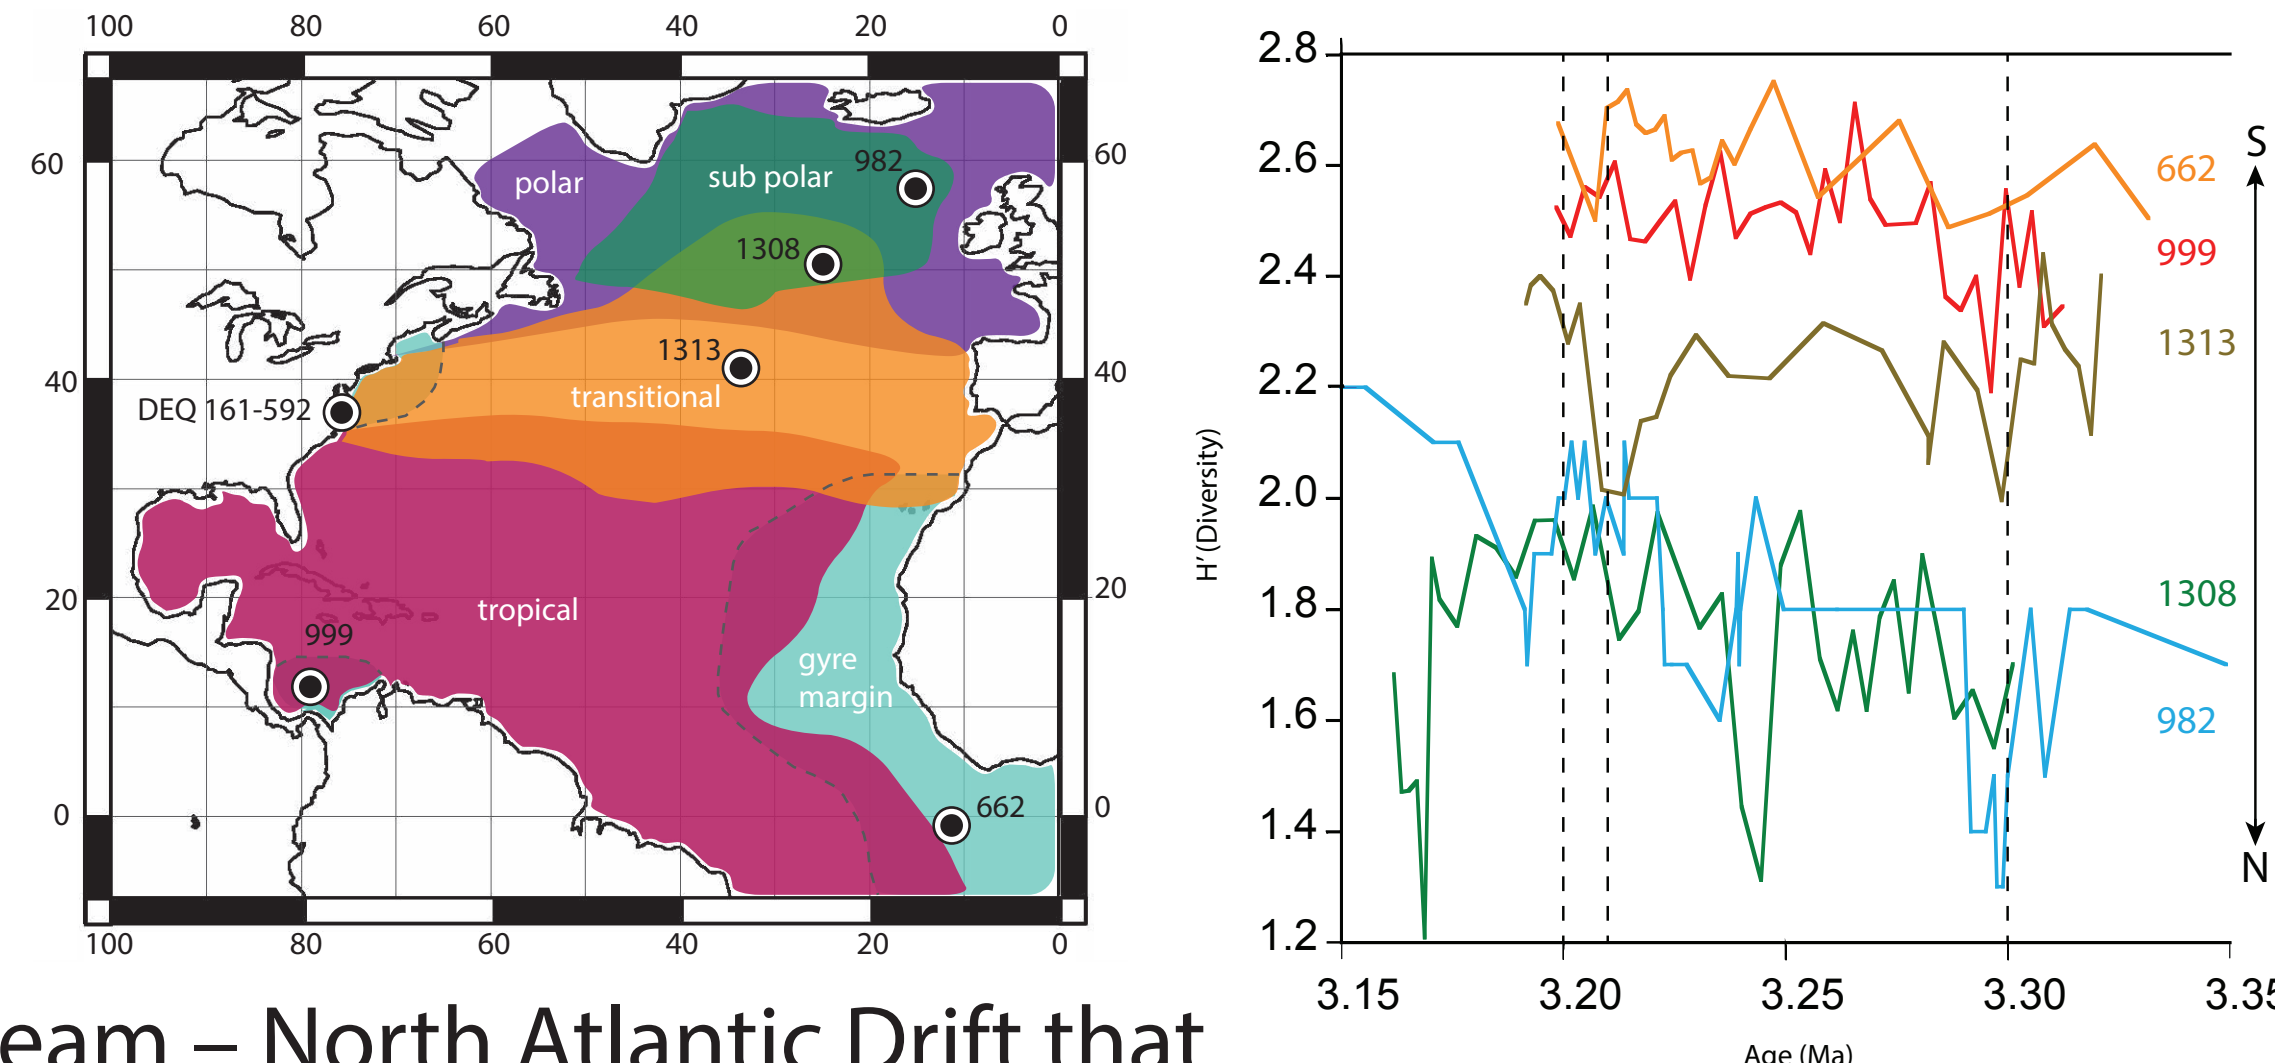 100 80 60 40 20 0
60
60
polar
sub polar
982
1308
1313
40
40
transitional
DEQ 161-592
20
20
tropical
999
gyre
margin
662
0
0
100 80 60 40 20 0
2.8
2.6
2.4
2.2
2.0
1.8
1.6
1.4
1.2
H′ (Diversity)
3.15 3.20 3.25 3.30 3.35
Age (Ma)
662
999
1313
1308
982
S
N
eam – North Atlantic Drift that